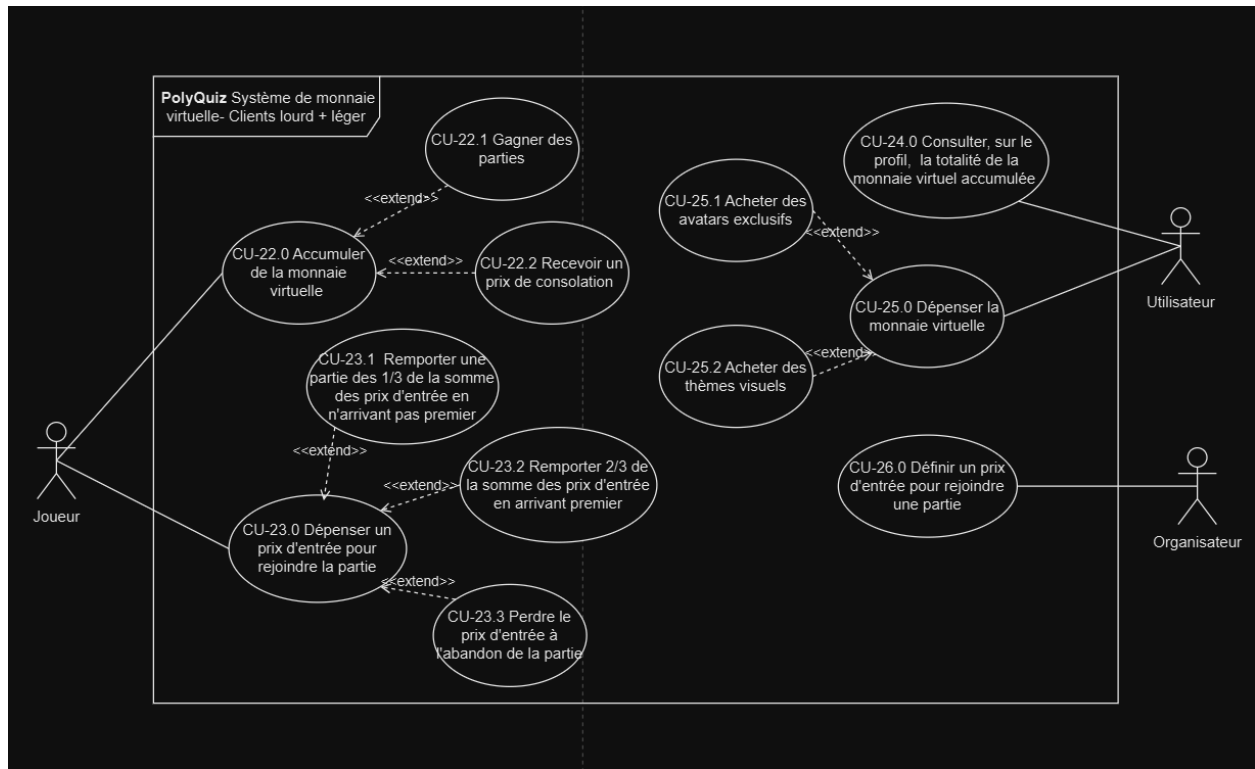 PolyQuiz Système de monnaie
virtuelle- Clients lourd + léger
CU-22.1 Gagner des
parties
<<extend>>
CU-22.0 Accumuler
de la monnaie
virtuelle
<<extend>>
CU-22.2 Recevoir un
prix de consolation
CU-23.1 Remporter une
partie des 1/3 de la somme
des prix d'entrée en
n'arrivant pas premier
<<extend>>
CU-23.2 Remporter 2/3 de
la somme des prix d'entrée
en arrivant premier
<<extend>>
Joueur
CU-23.0 Dépenser un
prix d'entrée pour
rejoindre la partie
<<extend>>
CU-23.3 Perdre le
prix d'entrée à
l'abandon de la partie
CU-24.0 Consulter, sur le
profil, la totalité de la
monnaie virtuel accumulée
CU-25.1 Acheter des
avatars exclusifs
<<extend>>
CU-25.0 Dépenser la
monnaie virtuelle
Utilisateur
CU-25.2 Acheter des
thèmes visuels
<<extend>>
CU-26.0 Définir un prix
d'entrée pour rejoindre
une partie
Organisateur